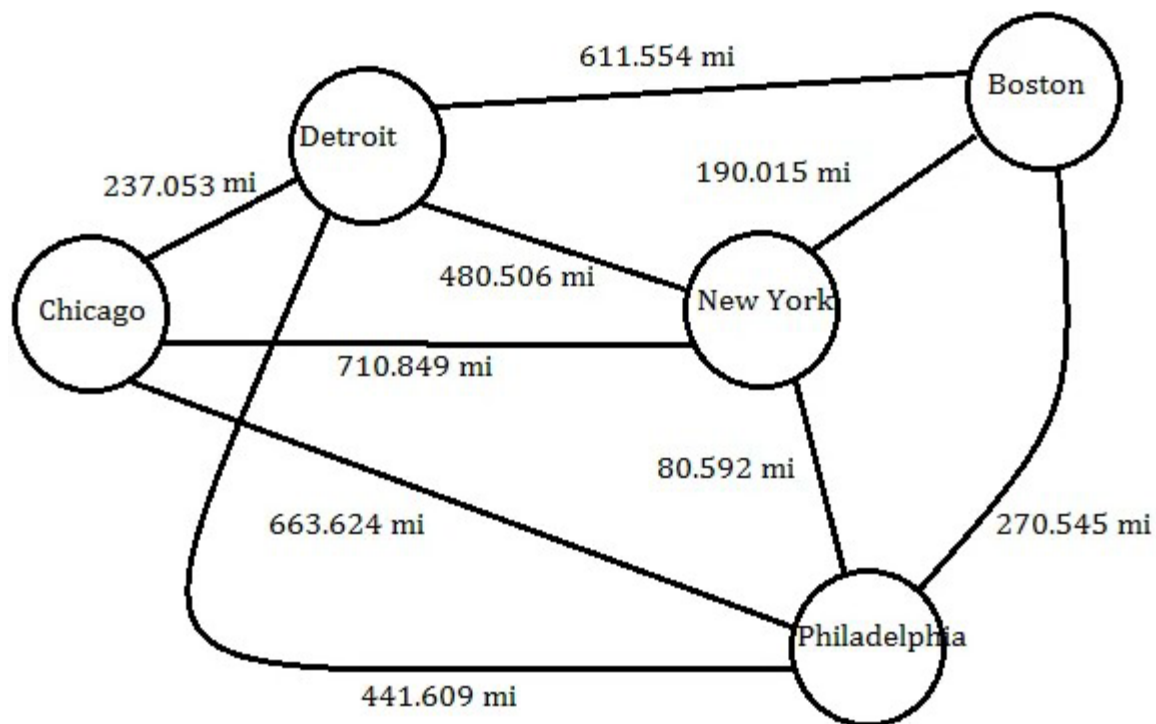 611.554 mi
Boston
Detroit
190.015 mi
237.053 mi
480.506 mi
New York
Chicago
710.849 mi
80.592 mi
663.624 mi
270.545 mi
Philadelphia
441.609 mi